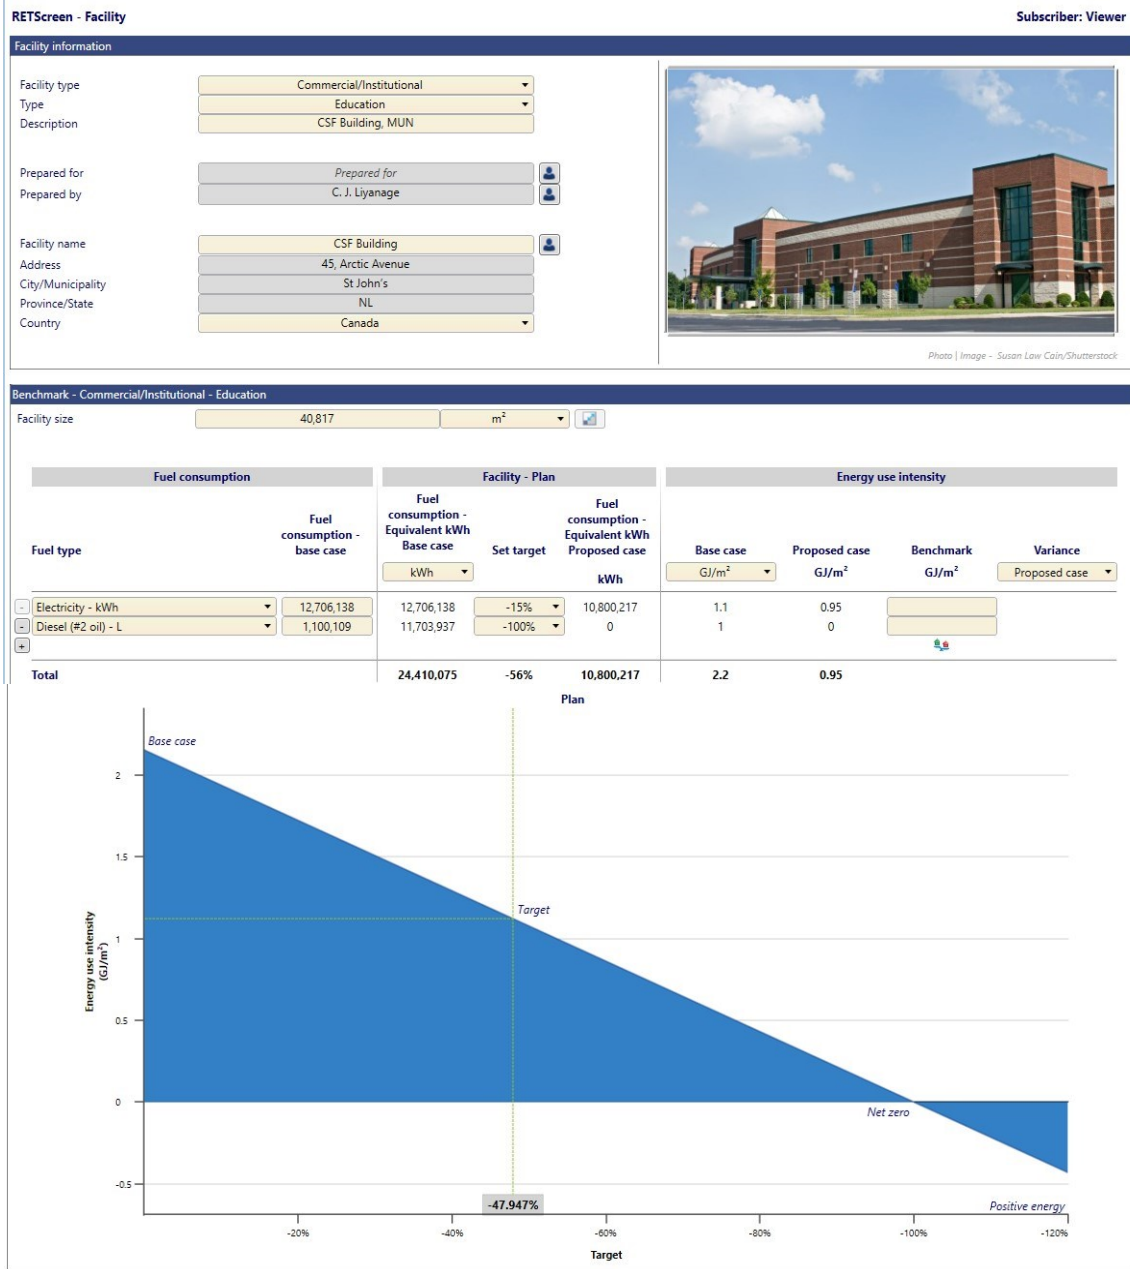 RETScreen - Facility
Subscriber: Viewer
Facility information
Facility type
Commercial/Institutional
Type
Education
Description
CSF Building, MUN
Prepared for
Prepared for
Prepared by
C. J. Liyanage
Facility name
CSF Building
Address
45, Arctic Avenue
City/Municipality
St John's
Province/State
NL
Country
Canada
Photo | Image - Susan Law Cain/Shutterstock
Benchmark - Commercial/Institutional - Education
Facility size
40,817
m²
Fuel consumption
Facility - Plan
Energy use intensity
Fuel type
Fuel
consumption -
base case
Fuel
consumption -
Equivalent kWh
Base case
kWh
Set target
Fuel
consumption -
Equivalent kWh
Proposed case
kWh
Base case
GJ/m²
Proposed case
GJ/m²
Benchmark
GJ/m²
Variance
Proposed case
- Electricity - kWh 12,706,138 12,706,138 -15% 10,800,217 1.1 0.95
- Diesel (#2 oil) - L 1,100,109 11,703,937 -100% 0 1 0
+
Total 24,410,075 -56% 10,800,217 2.2 0.95
Plan
Base case
2
1.5
Target
1
Energy use intensity
(GJ/m²)
0.5
0
Net zero
-0.5
-47.947%
Positive energy
-20% -40% -60% -80% -100% -120%
Target